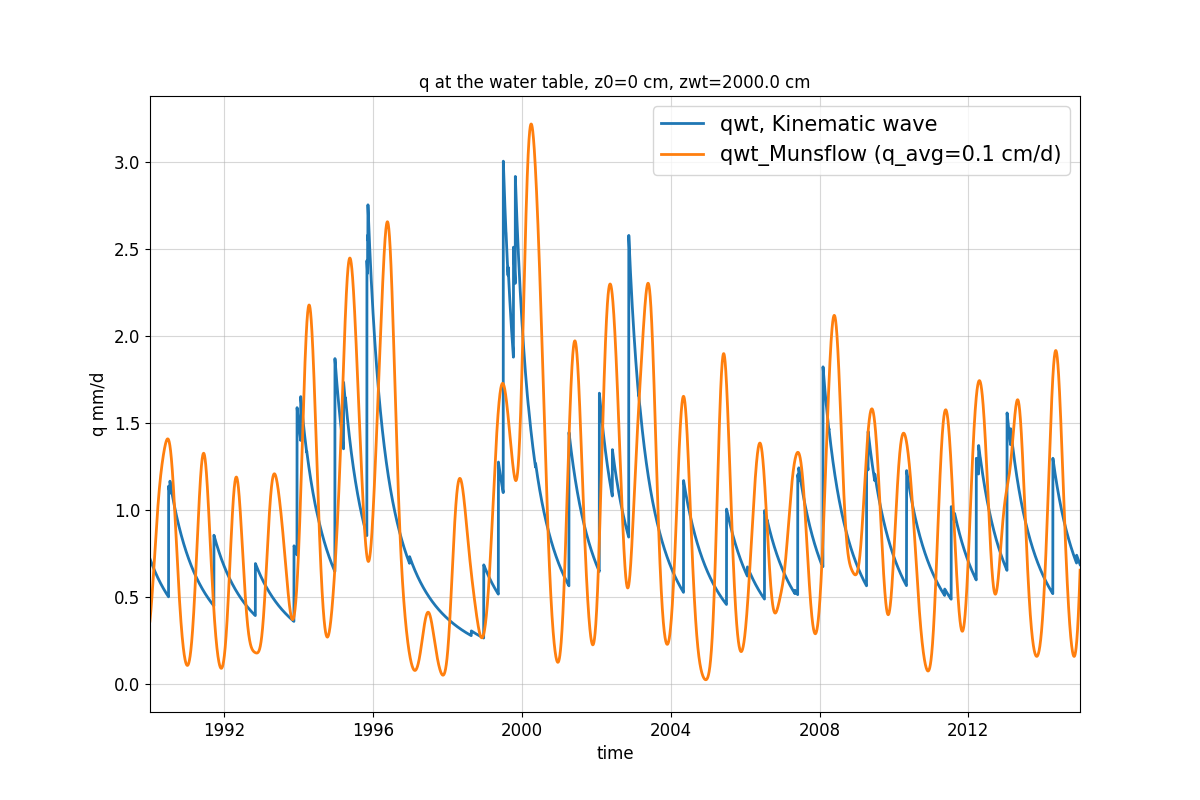 q at the water table, z0=0 cm, zwt=2000.0 cm
qwt, Kinematic wave
qwt_Munsflow (q_avg=0.1 cm/d)
q mm/d
3.0
2.5
2.0
1.5
1.0
0.5
0.0
1992 1996 2000 2004 2008 2012
time